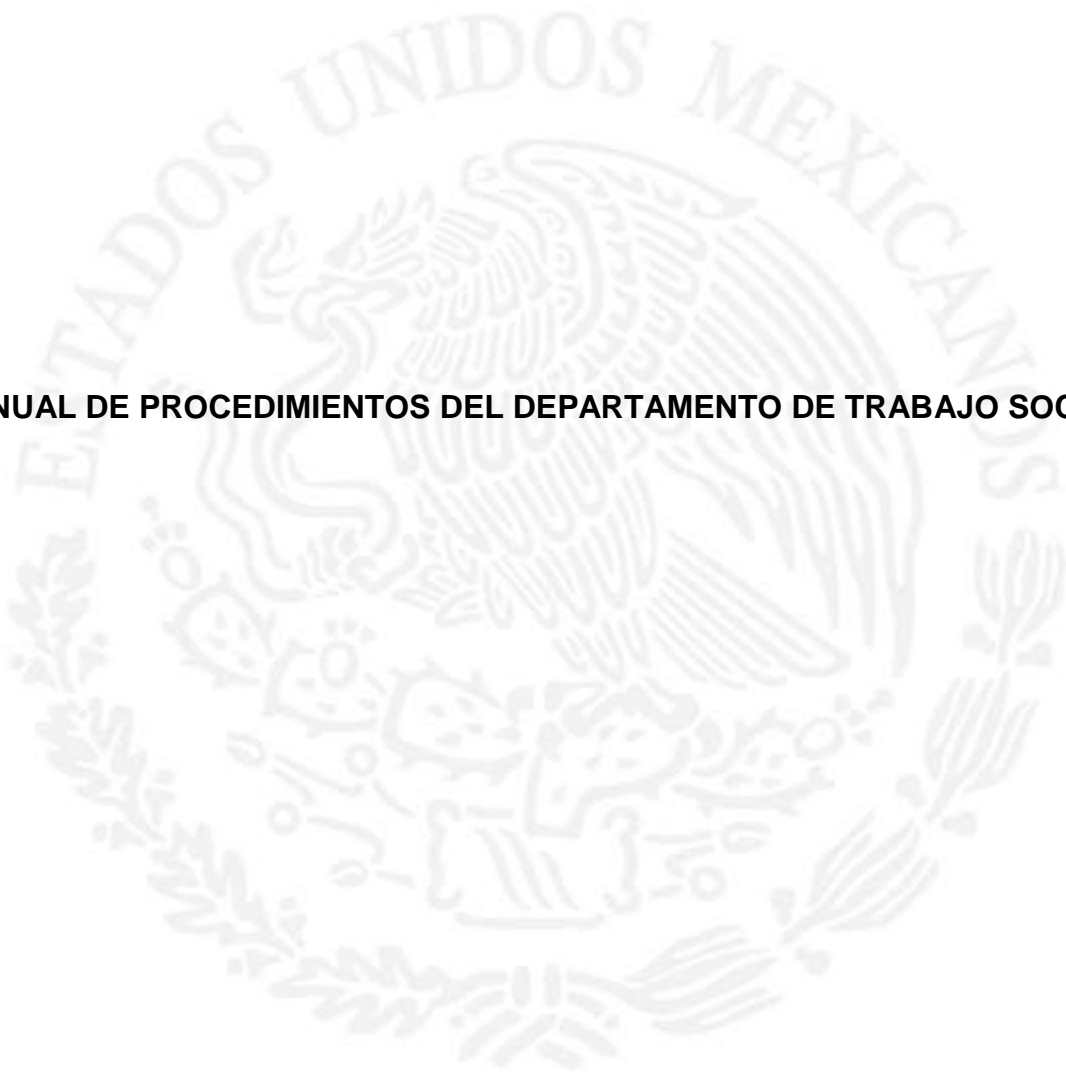 ESTADOS UNIDOS MEXICANOS
NUAL DE PROCEDIMIENTOS DEL DEPARTAMENTO DE TRABAJO SOC